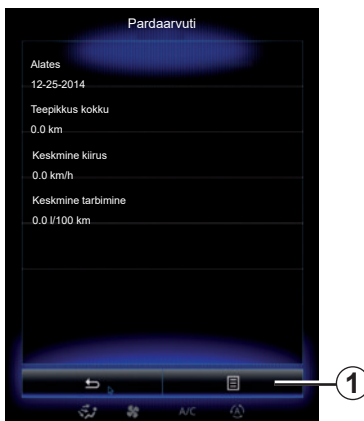 Pardaarvuti
Alates
12-25-2014
Teepikkus kokku
0.0 km
Keskmine kiirus
0.0 km/h
Keskmine tarbimine
0.0 l/100 km
1
A/C
A